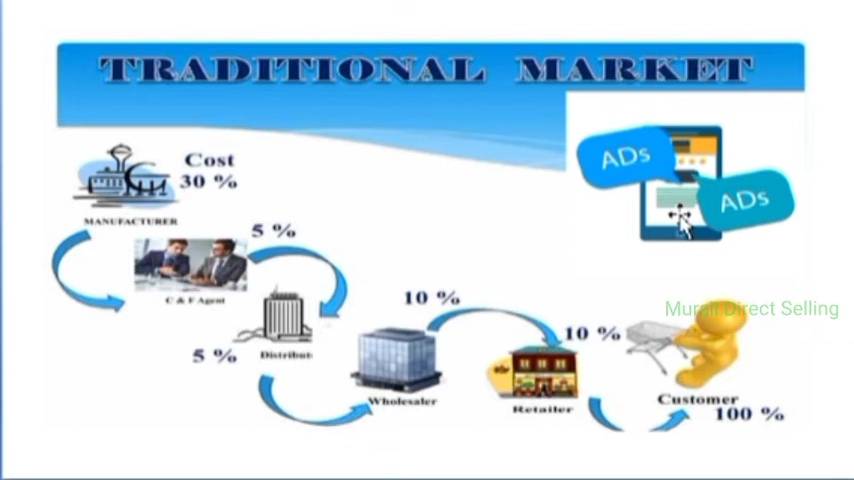 TRADITIONAL MARKET
ADs
ADs
Cost
30 %
MANUFACTURER
5 %
C & F Agent
10 %
Murali Direct Selling
10 %
5 %
Wholesaler
Retailer
Customer
100 %